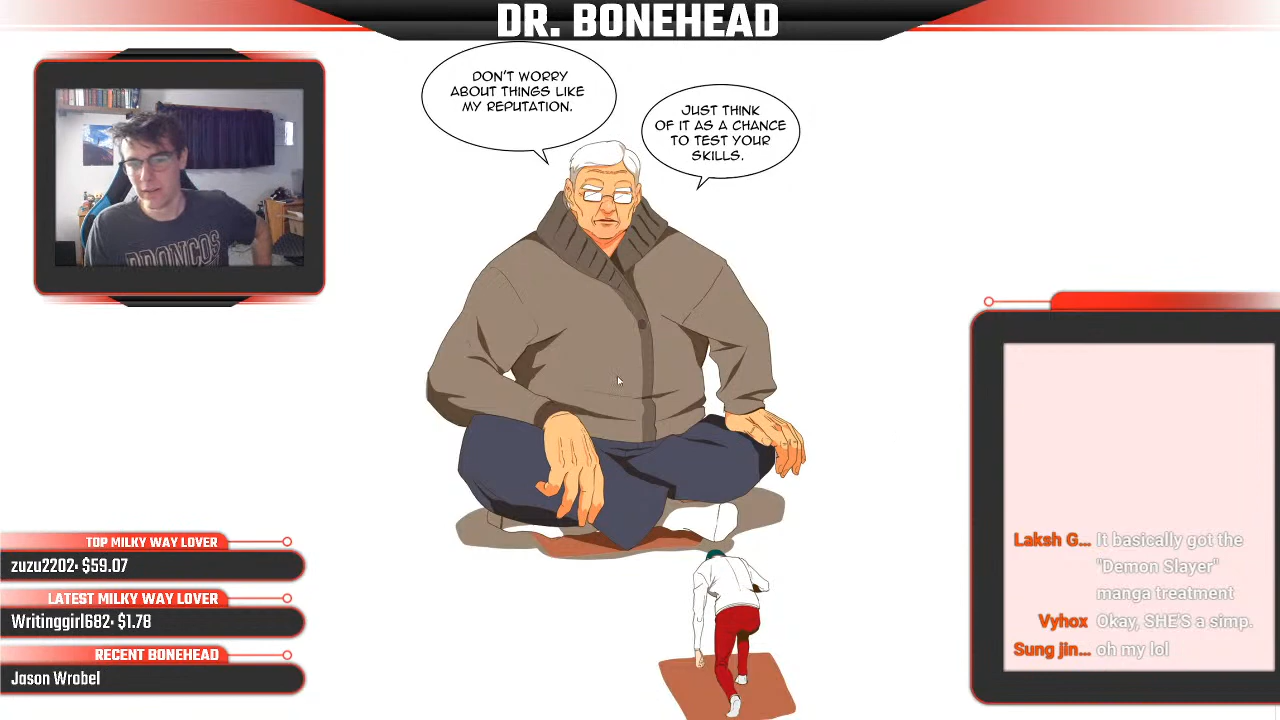 DR. BONEHEAD
DON'T WORRY
ABOUT THINGS LIKE
MY REPUTATION.
JUST THINK
OF IT AS A CHANCE
TO TEST YOUR
SKILLS.
BRONCOS
TOP MILKY WAY LOVER
zuzu2202· $59.07
LATEST MILKY WAY LOVER
Writinggirl682· $1.78
RECENT BONEHEAD
Jason Wrobel
Laksh G... It basically got the
"Demon Slayer"
manga treatment
Vyhox Okay, SHE'S a simp.
Sung jin... oh my lol